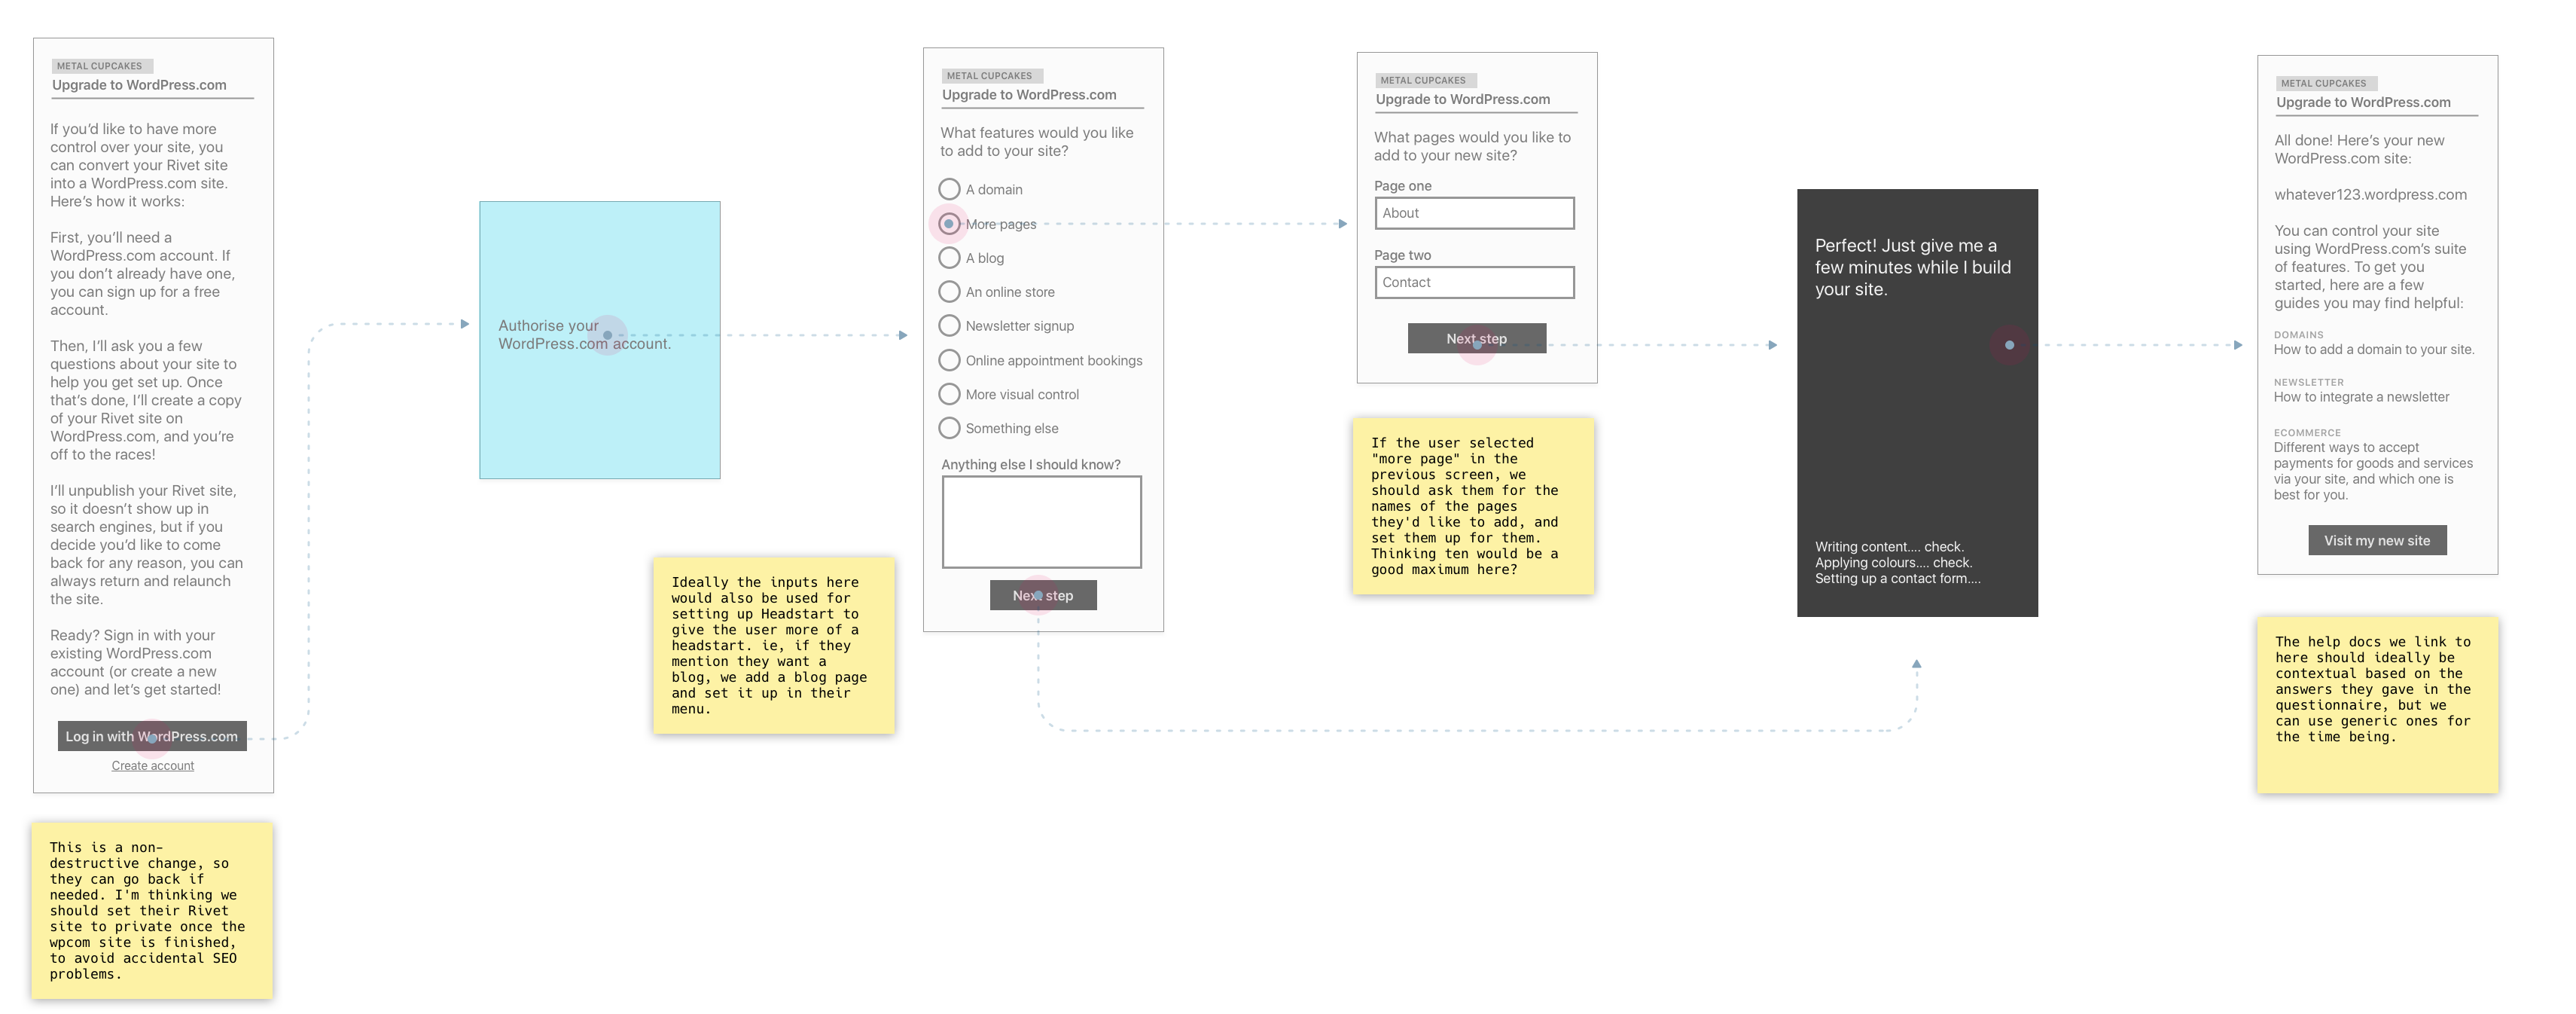 METAL CUPCAKES
Upgrade to WordPress.com
If you’d like to have more
control over your site, you
can convert your Rivet site
into a WordPress.com site.
Here’s how it works:
First, you’ll need a
WordPress.com account. If
you don’t already have one,
you can sign up for a free
account.
Then, I’ll ask you a few
questions about your site to
help you get set up. Once
that’s done, I’ll create a copy
of your Rivet site on
WordPress.com, and you’re
off to the races!
I’ll unpublish your Rivet site,
so it doesn’t show up in
search engines, but if you
decide you’d like to come
back for any reason, you can
always return and relaunch
the site.
Ready? Sign in with your
existing WordPress.com
account (or create a new
one) and let’s get started!
Log in with WordPress.com
Create account
This is a non-
destructive change, so
they can go back if
needed. I'm thinking we
should set their Rivet
site to private once the
wpcom site is finished,
to avoid accidental SEO
problems.
Authorise your
WordPress.com account.
Ideally the inputs here
would also be used for
setting up Headstart to
give the user more of a
headstart. ie, if they
mention they want a
blog, we add a blog page
and set it up in their
menu.
METAL CUPCAKES
Upgrade to WordPress.com
What features would you like
to add to your site?
A domain
More pages
A blog
An online store
Newsletter signup
Online appointment bookings
More visual control
Something else
Anything else I should know?
Next step
METAL CUPCAKES
Upgrade to WordPress.com
What pages would you like to
add to your new site?
Page one
About
Page two
Contact
Next step
If the user selected
"more page" in the
previous screen, we
should ask them for the
names of the pages
they'd like to add, and
set them up for them.
Thinking ten would be a
good maximum here?
Perfect! Just give me a
few minutes while I build
your site.
Writing content.... check.
Applying colours.... check.
Setting up a contact form....
METAL CUPCAKES
Upgrade to WordPress.com
All done! Here’s your new
WordPress.com site:
whatever123.wordpress.com
You can control your site
using WordPress.com’s suite
of features. To get you
started, here are a few
guides you may find helpful:
DOMAINS
How to add a domain to your site.
NEWSLETTER
How to integrate a newsletter
ECOMMERCE
Different ways to accept
payments for goods and services
via your site, and which one is
best for you.
Visit my new site
The help docs we link to
here should ideally be
contextual based on the
answers they gave in the
questionnaire, but we
can use generic ones for
the time being.